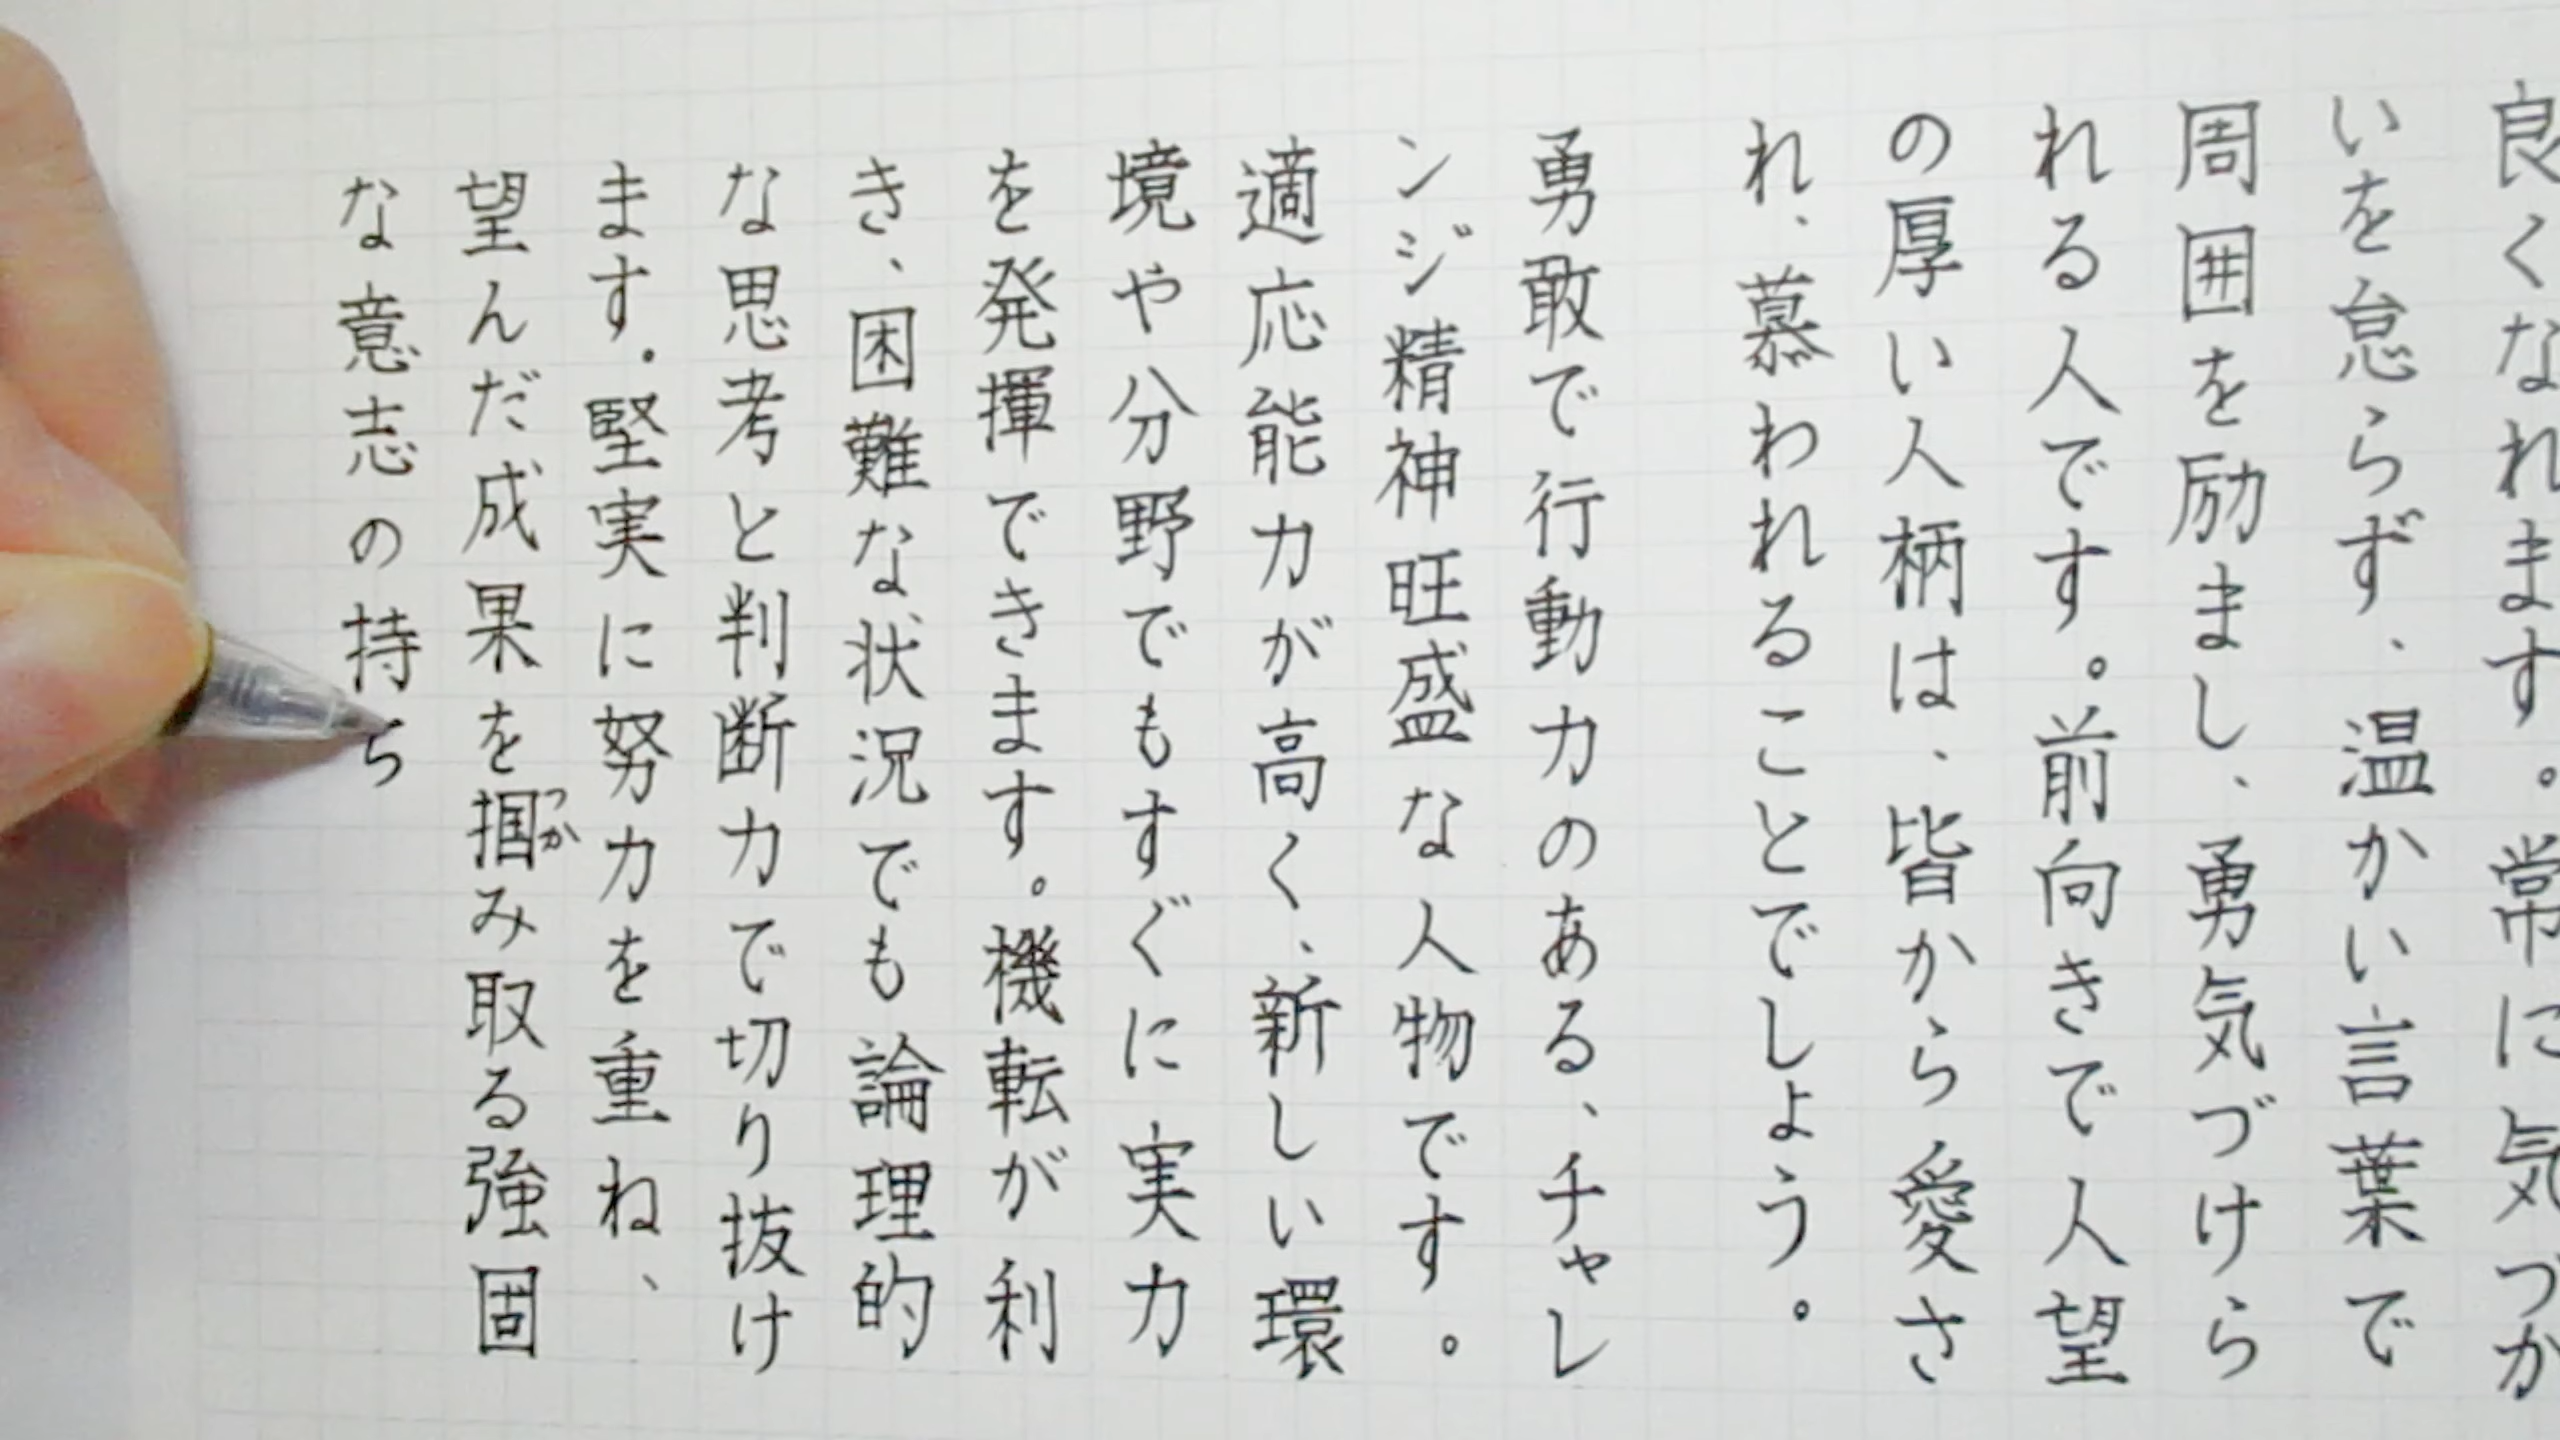 良くなれます。常に気づか
いを怠らず、温かい言葉で
周囲を励まし、勇気づけら
れる人です。前向きで人望
の厚い人柄は、皆から愛さ
れ、慕われることでしょう。
勇敢で行動力のある、チャレ
ンジ精神旺盛な人物です。
適応能力が高く、新しい環
境や分野でもすぐに実力
を発揮できます。機転が利
き、困難な状況でも論理的
な思考と判断力で切り抜け
ます。堅実に努力を重ね、
望んだ成果を掴み取る強固
つか
な意志の持ち